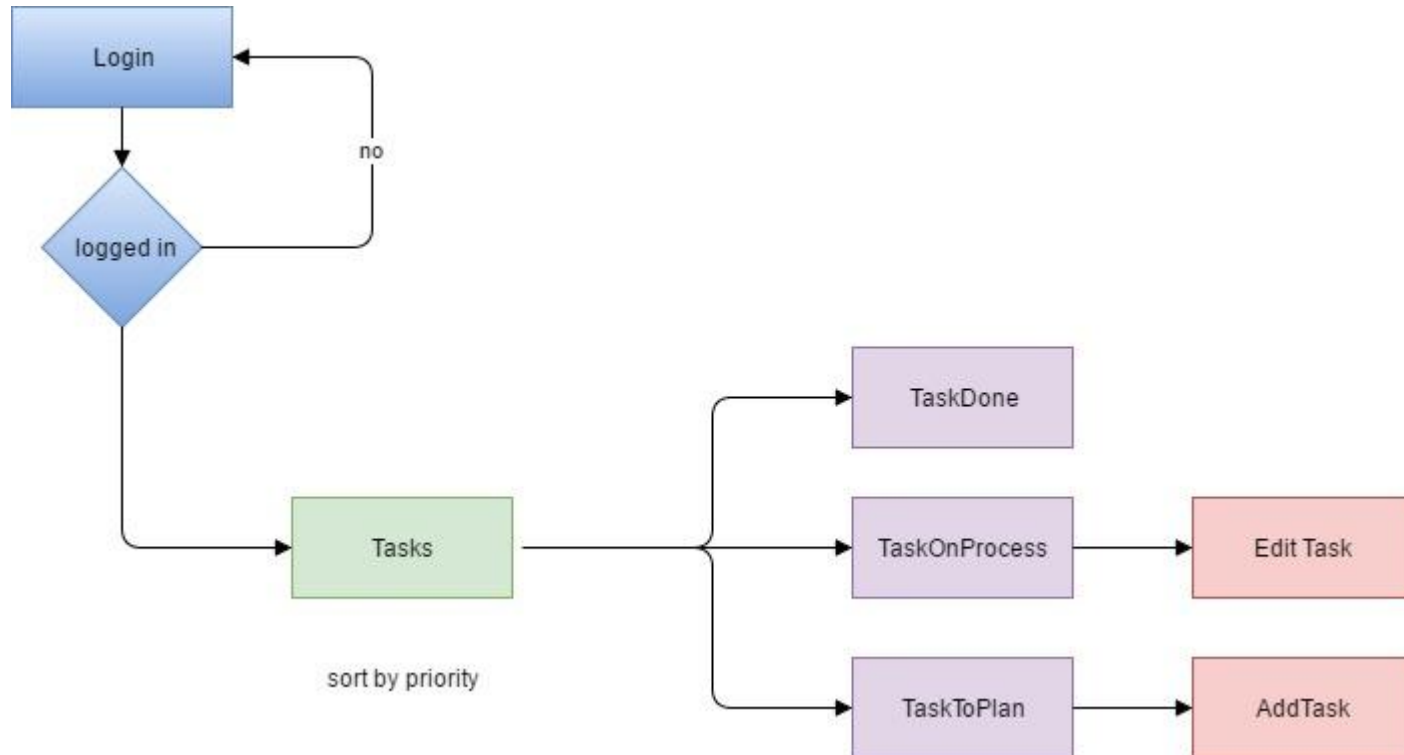 Login
no
logged in
TaskDone
Tasks
TaskOnProcess
Edit Task
sort by priority
TaskToPlan
AddTask